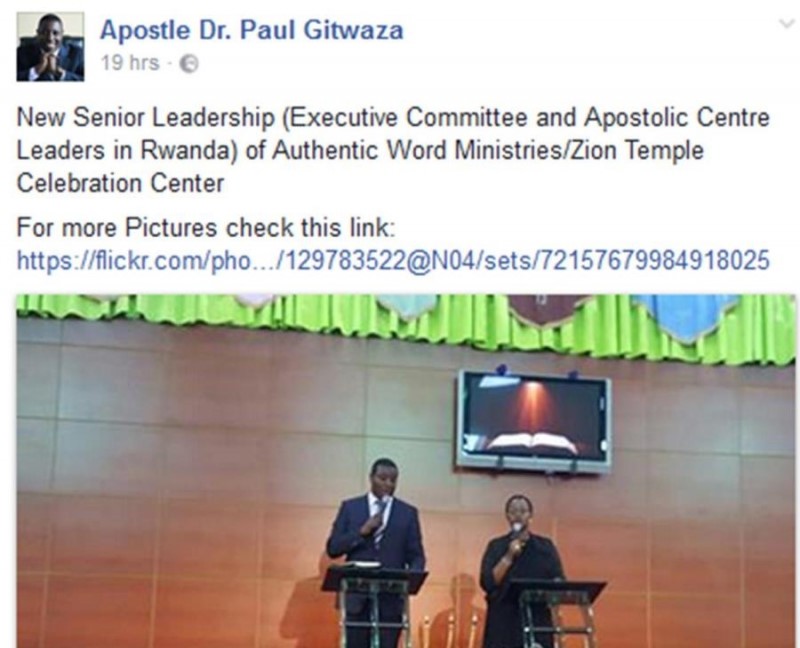 Apostle Dr. Paul Gitwaza
19 hrs ·
New Senior Leadership (Executive Committee and Apostolic Centre
Leaders in Rwanda) of Authentic Word Ministries/Zion Temple
Celebration Center
For more Pictures check this link:
https://flickr.com/pho.../129783522@N04/sets/72157679984918025